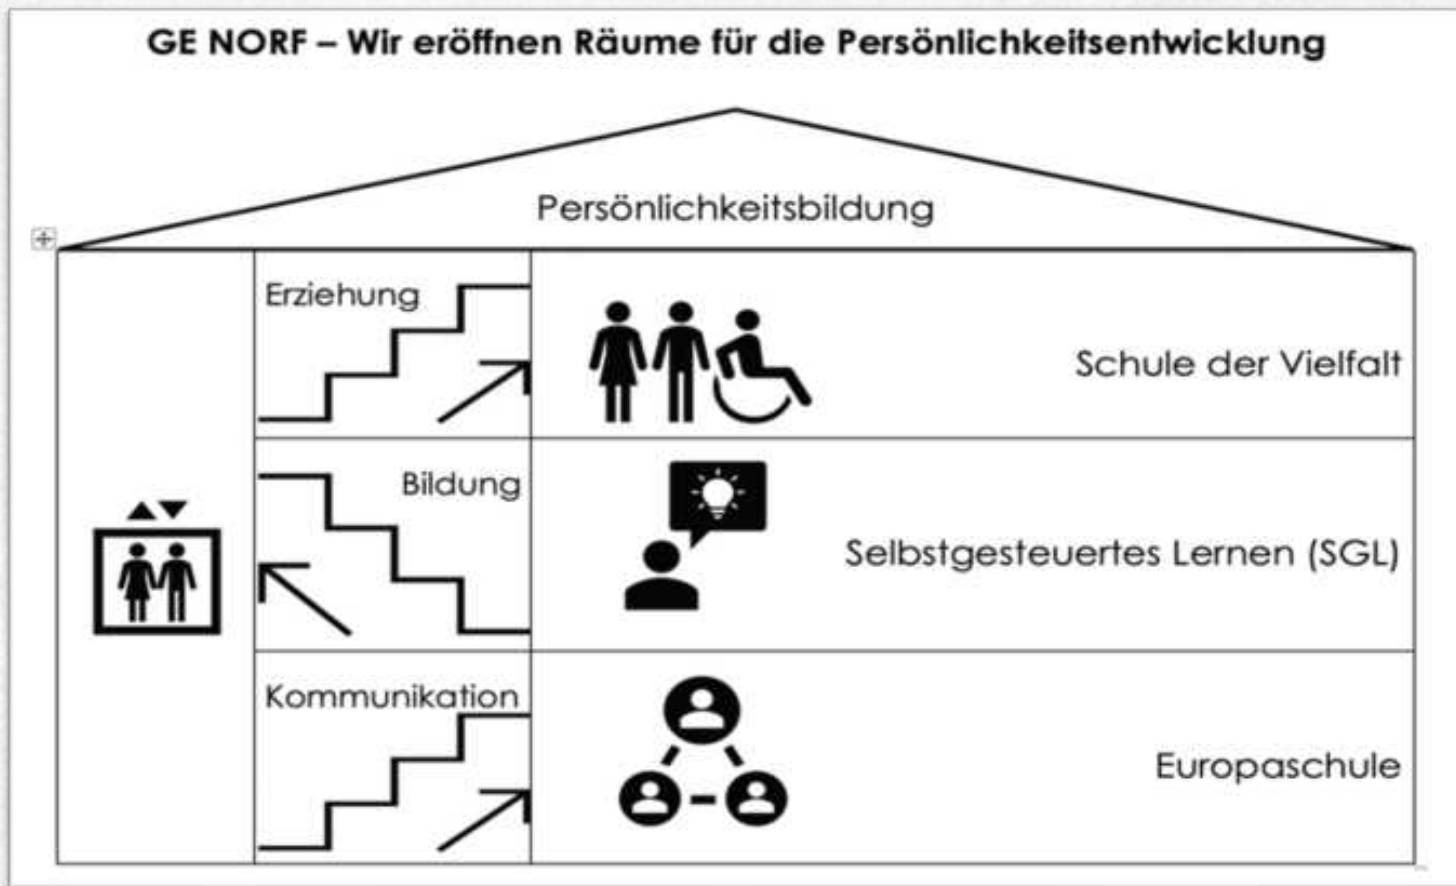 GE NORF – Wir eröffnen Räume für die Persönlichkeitsentwicklung
Persönlichkeitsbildung
Erziehung
Schule der Vielfalt
Bildung
Selbstgesteuertes Lernen (SGL)
Kommunikation
Europaschule